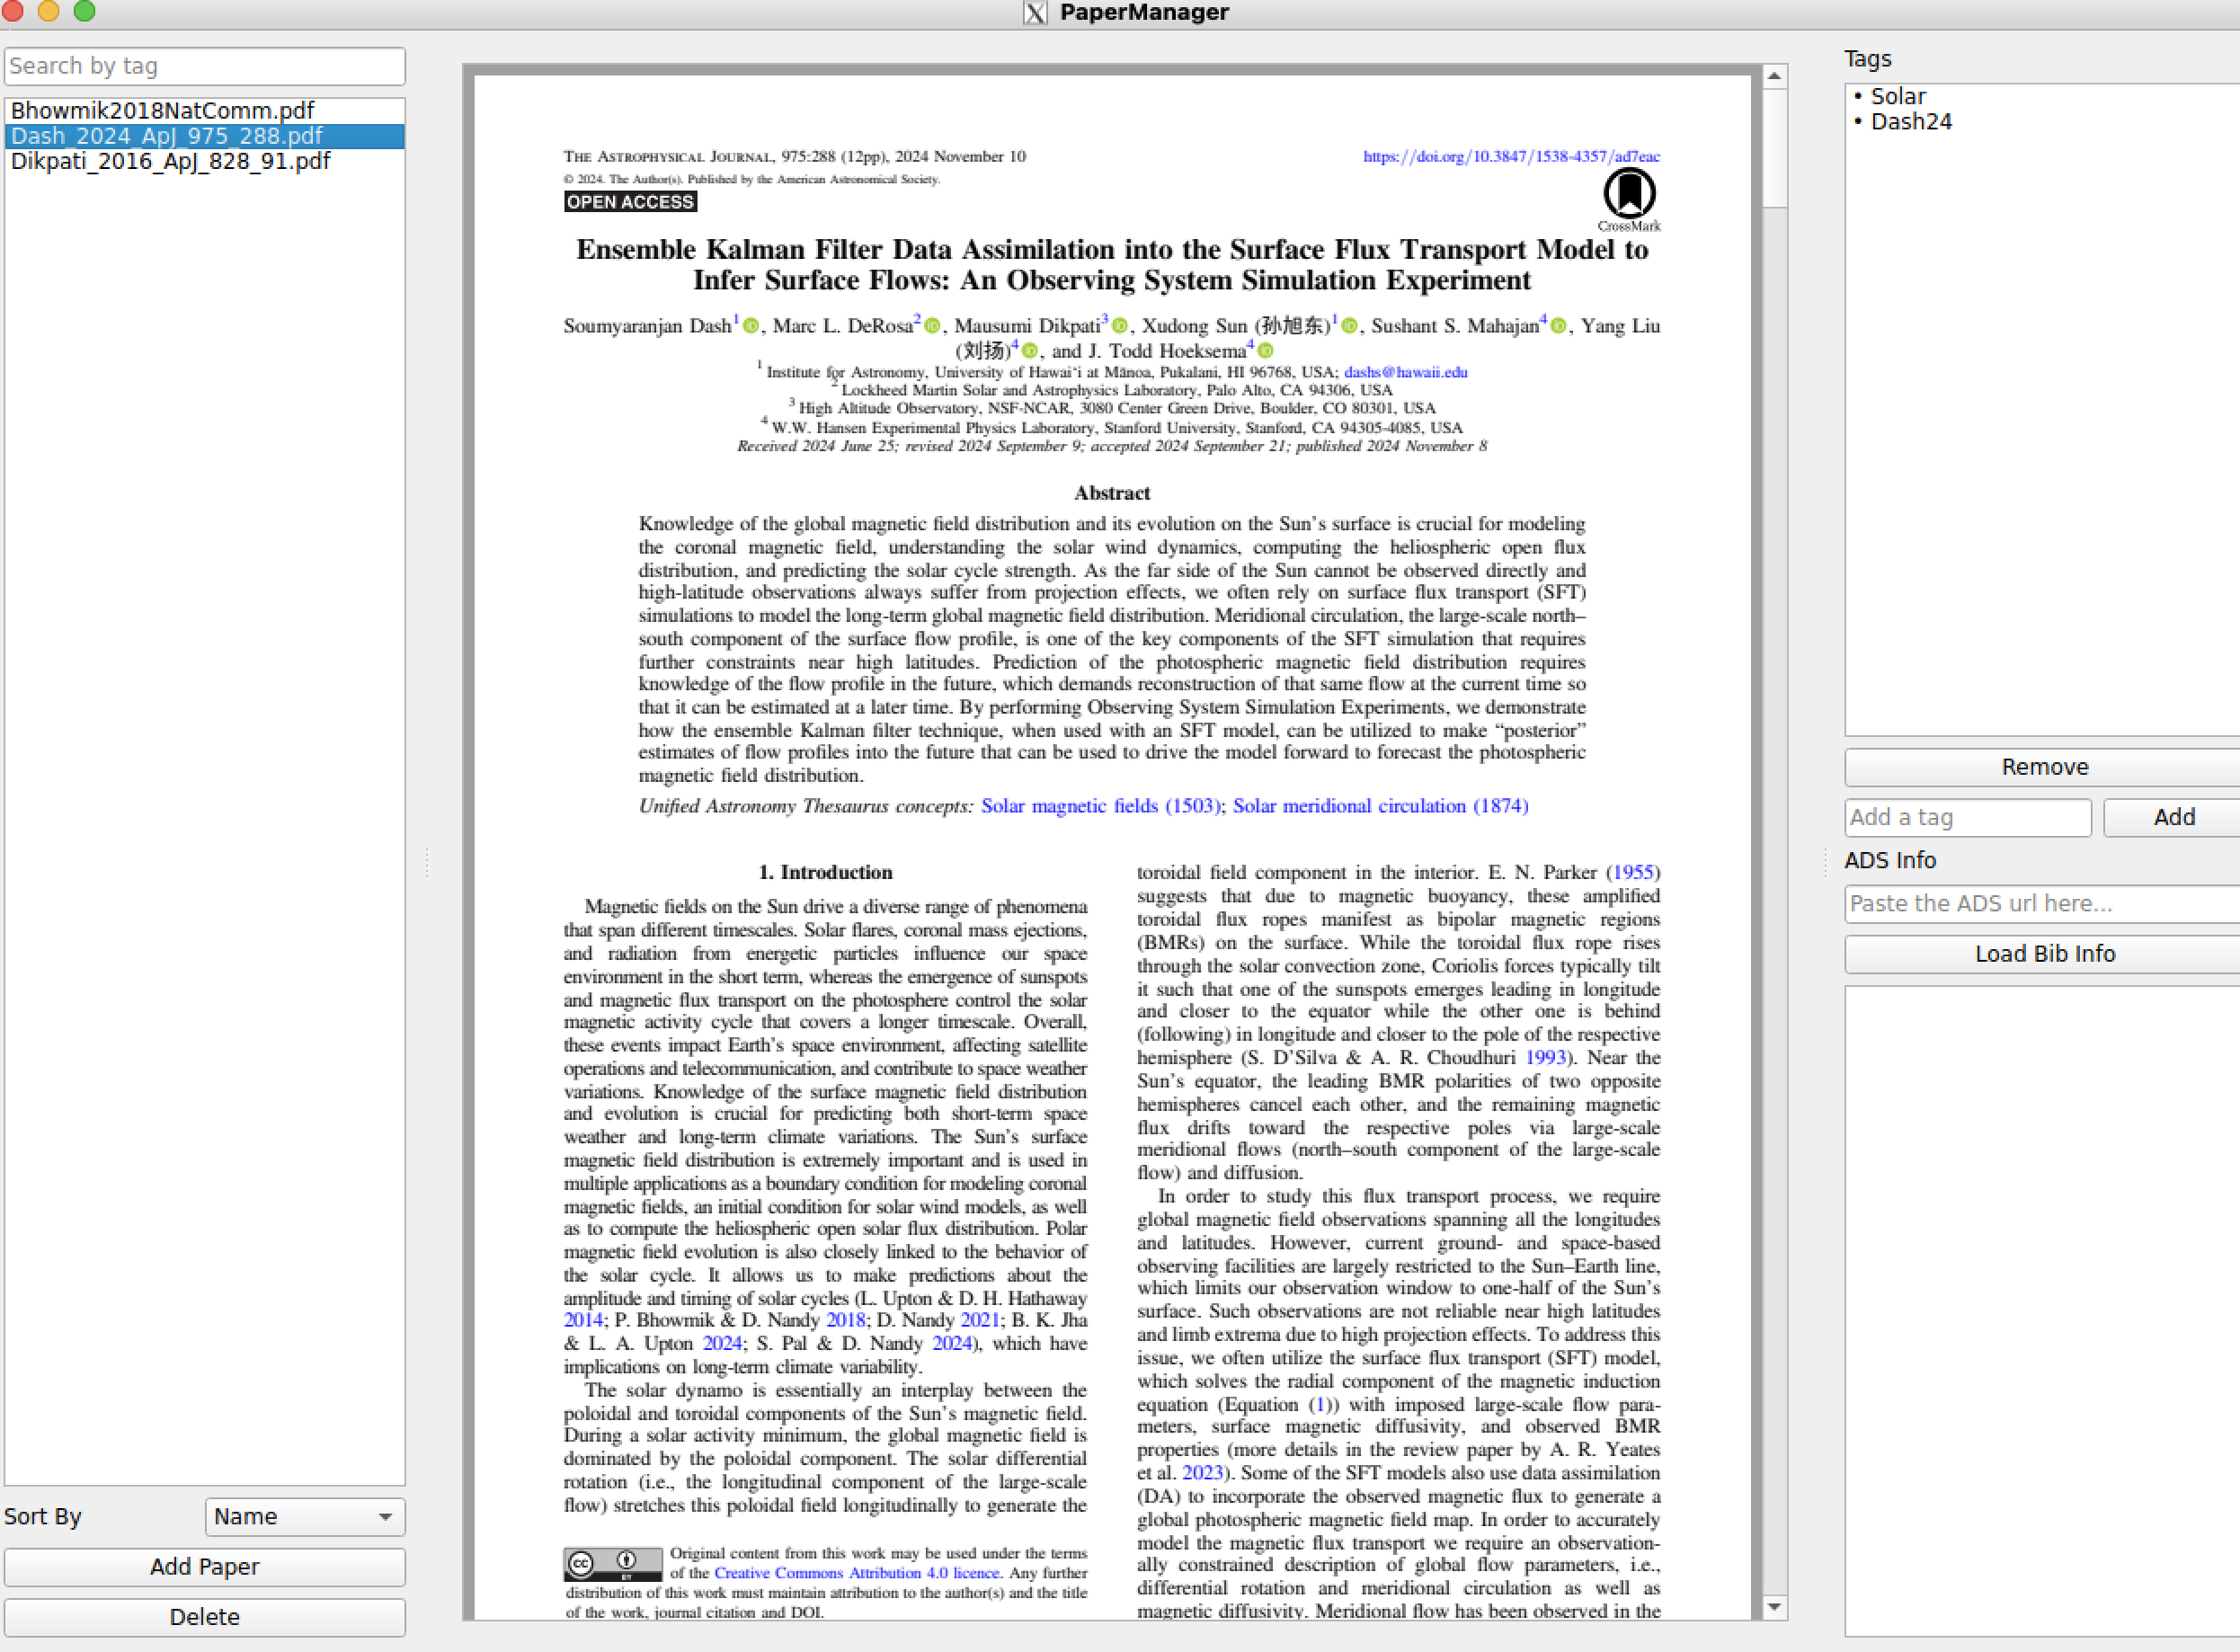 PaperManager
Search by tag
Bhowmik2018NatComm.pdf
Dash_2024_ApJ_975_288.pdf
Dikpati_2016_ApJ_828_91.pdf
Sort By
Name
Add Paper
Delete
THE ASTROPHYSICAL JOURNAL, 975:288 (12pp), 2024 November 10
https://doi.org/10.3847/1538-4357/ad7eac
© 2024. The Author(s). Published by the American Astronomical Society.
OPEN ACCESS
CrossMark
Ensemble Kalman Filter Data Assimilation into the Surface Flux Transport Model to
Infer Surface Flows: An Observing System Simulation Experiment
Soumyaranjan Dash1, Marc L. DeRosa2, Mausumi Dikpati3, Xudong Sun (孙旭东)1, Sushant S. Mahajan4, Yang Liu
(刘扬)4, and J. Todd Hoeksema4
1 Institute for Astronomy, University of Hawai‘i at Mānoa, Pukalani, HI 96768, USA; dashs@hawaii.edu
2 Lockheed Martin Solar and Astrophysics Laboratory, Palo Alto, CA 94306, USA
3 High Altitude Observatory, NSF-NCAR, 3080 Center Green Drive, Boulder, CO 80301, USA
4 W.W. Hansen Experimental Physics Laboratory, Stanford University, Stanford, CA 94305-4085, USA
Received 2024 June 25; revised 2024 September 9; accepted 2024 September 21; published 2024 November 8
Abstract
Knowledge of the global magnetic field distribution and its evolution on the Sun’s surface is crucial for modeling
the coronal magnetic field, understanding the solar wind dynamics, computing the heliospheric open flux
distribution, and predicting the solar cycle strength. As the far side of the Sun cannot be observed directly and
high-latitude observations always suffer from projection effects, we often rely on surface flux transport (SFT)
simulations to model the long-term global magnetic field distribution. Meridional circulation, the large-scale north–
south component of the surface flow profile, is one of the key components of the SFT simulation that requires
further constraints near high latitudes. Prediction of the photospheric magnetic field distribution requires
knowledge of the flow profile in the future, which demands reconstruction of that same flow at the current time so
that it can be estimated at a later time. By performing Observing System Simulation Experiments, we demonstrate
how the ensemble Kalman filter technique, when used with an SFT model, can be utilized to make “posterior”
estimates of flow profiles into the future that can be used to drive the model forward to forecast the photospheric
magnetic field distribution.
Unified Astronomy Thesaurus concepts: Solar magnetic fields (1503); Solar meridional circulation (1874)
1. Introduction
Magnetic fields on the Sun drive a diverse range of phenomena
that span different timescales. Solar flares, coronal mass ejections,
and radiation from energetic particles influence our space
environment in the short term, whereas the emergence of sunspots
and magnetic flux transport on the photosphere control the solar
magnetic activity cycle that covers a longer timescale. Overall,
these events impact Earth’s space environment, affecting satellite
operations and telecommunication, and contribute to space weather
variations. Knowledge of the surface magnetic field distribution
and evolution is crucial for predicting both short-term space
weather and long-term climate variations. The Sun’s surface
magnetic field distribution is extremely important and is used in
multiple applications as a boundary condition for modeling coronal
magnetic fields, an initial condition for solar wind models, as well
as to compute the heliospheric open solar flux distribution. Polar
magnetic field evolution is also closely linked to the behavior of
the solar cycle. It allows us to make predictions about the
amplitude and timing of solar cycles (L. Upton & D. H. Hathaway
2014; P. Bhowmik & D. Nandy 2018; D. Nandy 2021; B. K. Jha
& L. A. Upton 2024; S. Pal & D. Nandy 2024), which have
implications on long-term climate variability.
The solar dynamo is essentially an interplay between the
poloidal and toroidal components of the Sun’s magnetic field.
During a solar activity minimum, the global magnetic field is
dominated by the poloidal component. The solar differential
rotation (i.e., the longitudinal component of the large-scale
flow) stretches this poloidal field longitudinally to generate the
cc
BY
Original content from this work may be used under the terms
of the Creative Commons Attribution 4.0 licence. Any further
distribution of this work must maintain attribution to the author(s) and the title
of the work, journal citation and DOI.
toroidal field component in the interior. E. N. Parker (1955)
suggests that due to magnetic buoyancy, these amplified
toroidal flux ropes manifest as bipolar magnetic regions
(BMRs) on the surface. While the toroidal flux rope rises
through the solar convection zone, Coriolis forces typically tilt
it such that one of the sunspots emerges leading in longitude
and closer to the equator while the other one is behind
(following) in longitude and closer to the pole of the respective
hemisphere (S. D’Silva & A. R. Choudhuri 1993). Near the
Sun’s equator, the leading BMR polarities of two opposite
hemispheres cancel each other, and the remaining magnetic
flux drifts toward the respective poles via large-scale
meridional flows (north–south component of the large-scale
flow) and diffusion.
In order to study this flux transport process, we require
global magnetic field observations spanning all the longitudes
and latitudes. However, current ground- and space-based
observing facilities are largely restricted to the Sun–Earth line,
which limits our observation window to one-half of the Sun’s
surface. Such observations are not reliable near high latitudes
and limb extrema due to high projection effects. To address this
issue, we often utilize the surface flux transport (SFT) model,
which solves the radial component of the magnetic induction
equation (Equation (1)) with imposed large-scale flow para-
meters, surface magnetic diffusivity, and observed BMR
properties (more details in the review paper by A. R. Yeates
et al. 2023). Some of the SFT models also use data assimilation
(DA) to incorporate the observed magnetic flux to generate a
global photospheric magnetic field map. In order to accurately
model the magnetic flux transport we require an observation-
ally constrained description of global flow parameters, i.e.,
differential rotation and meridional circulation as well as
magnetic diffusivity. Meridional flow has been observed in the
Tags
• Solar
• Dash24
Remove
Add a tag
Add
ADS Info
Paste the ADS url here...
Load Bib Info